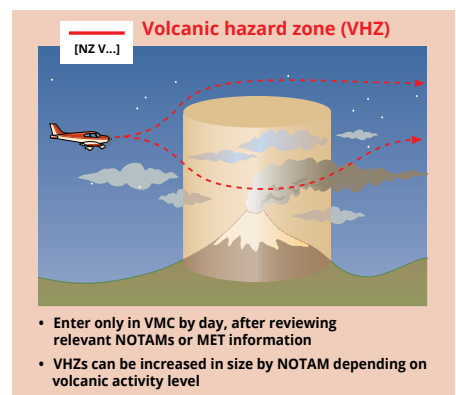 Volcanic hazard zone (VHZ)
[NZ V...]
• Enter only in VMC by day, after reviewing
relevant NOTAMs or MET information
• VHZs can be increased in size by NOTAM depending on
volcanic activity level